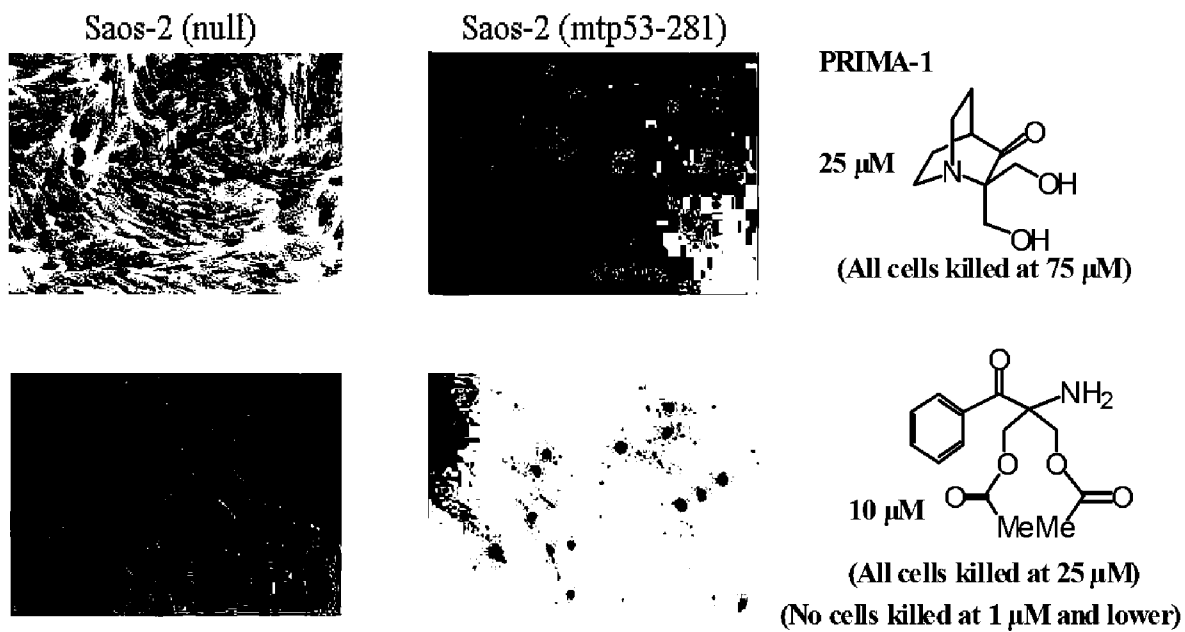 Saos-2 (null)
Saos-2 (mtp53-281)
PRIMA-1
25 µM
N
O
OH
OH
(All cells killed at 75 µM)
O
NH2
O
O
O
O
MeMe
10 µM
(All cells killed at 25 µM)
(No cells killed at 1 µM and lower)